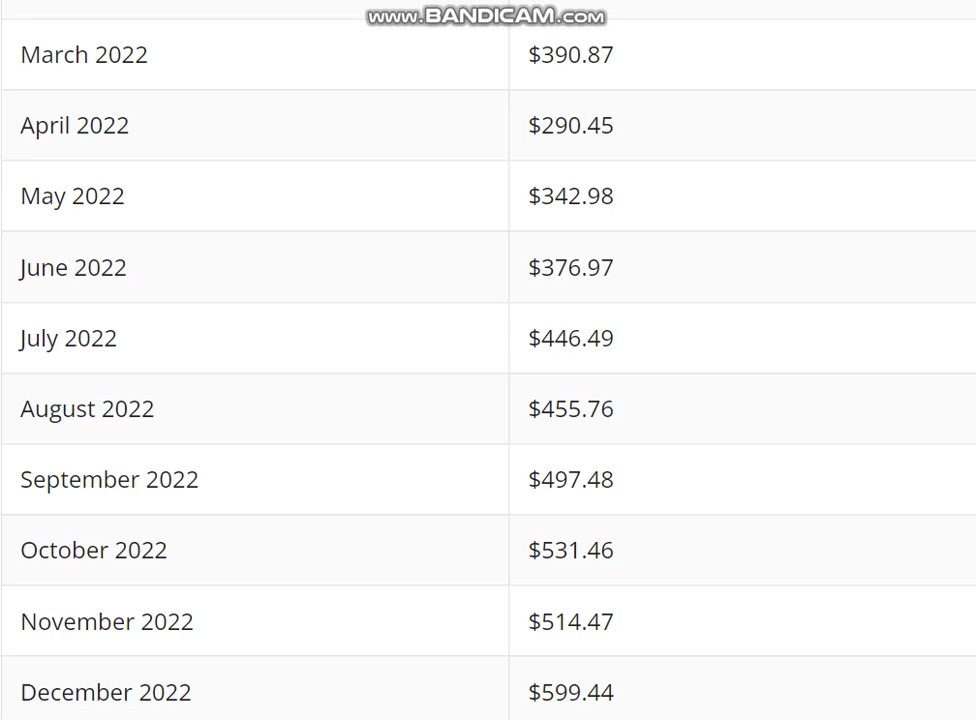 www.BANDICAM.com
March 2022 $390.87
April 2022 $290.45
May 2022 $342.98
June 2022 $376.97
July 2022 $446.49
August 2022 $455.76
September 2022 $497.48
October 2022 $531.46
November 2022 $514.47
December 2022 $599.44